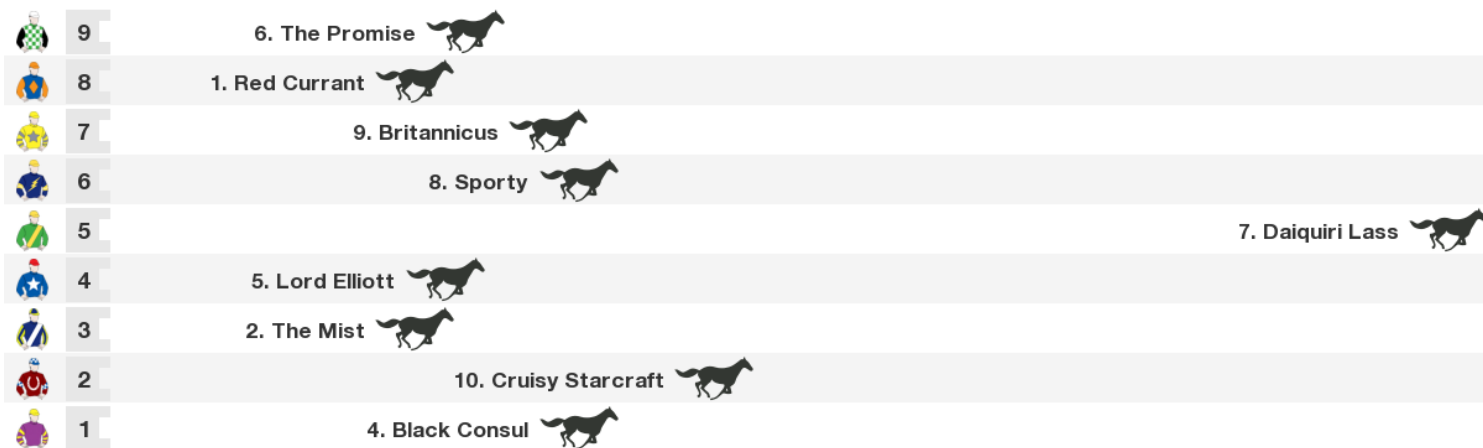 9 6. The Promise
8 1. Red Currant
7 9. Britannicus
6 8. Sporty
5 7. Daiquiri Lass
4 5. Lord Elliott
3 2. The Mist
2 10. Cruisy Starcraft
1 4. Black Consul